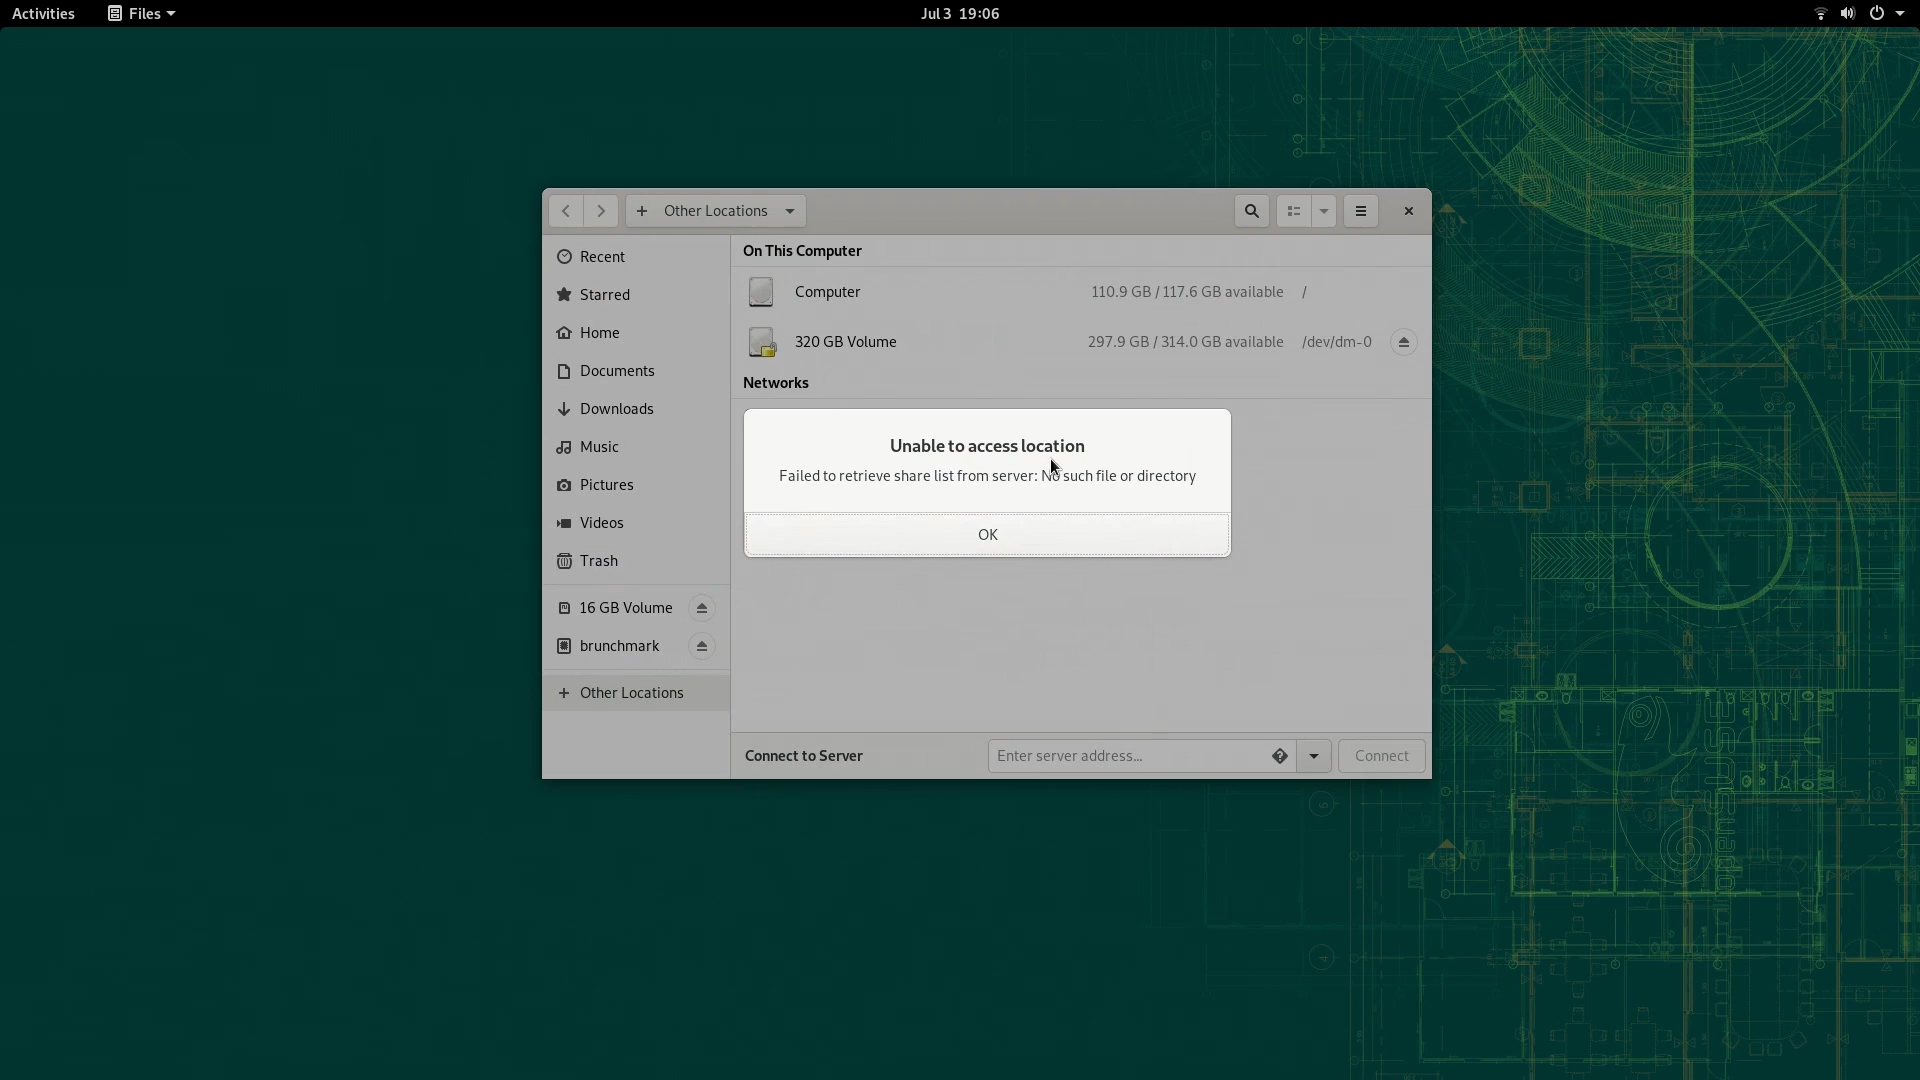 Activities
Files
Jul 3 19:06
Other Locations
Recent
Starred
Home
Documents
Downloads
Music
Pictures
Videos
Trash
16 GB Volume
brunchmark
Other Locations
On This Computer
Computer 110.9 GB / 117.6 GB available /
320 GB Volume 297.9 GB / 314.0 GB available /dev/dm-0
Networks
Unable to access location
Failed to retrieve share list from server: No such file or directory
OK
Connect to Server Enter server address... Connect
openSUSE